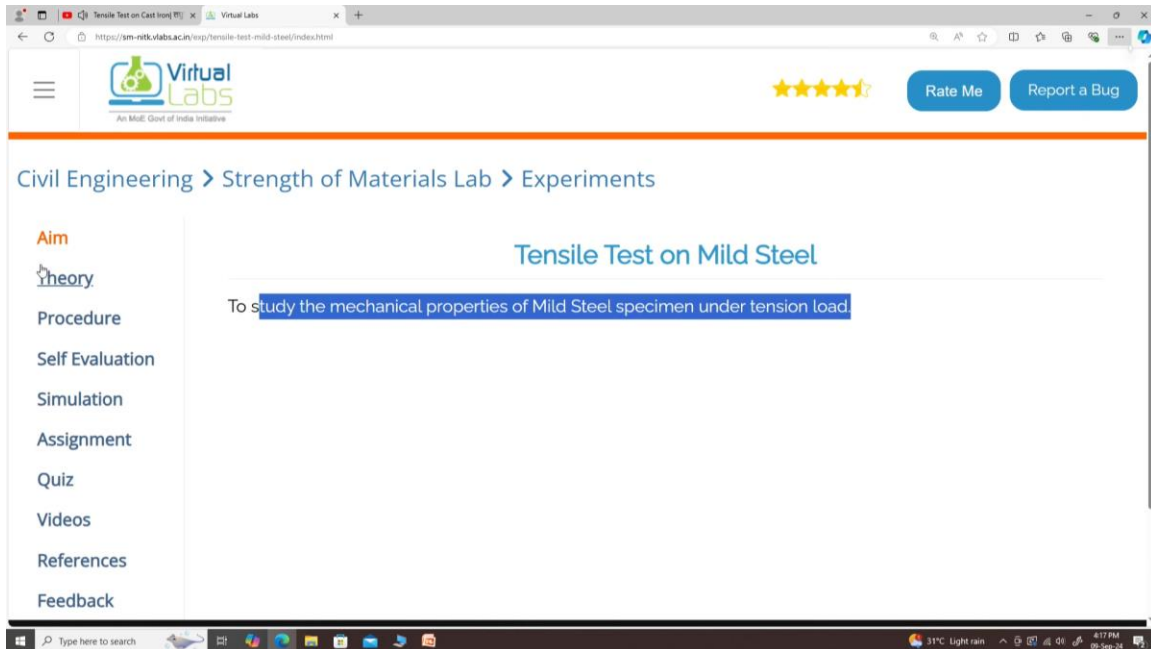 Tensile Test on Cast Iron|
Virtual Labs
https://sm-nitk.vlabs.ac.in/exp/tensile-test-mild-steel/index.html
Virtual
Labs
An MoE Govt of India Initiative
Rate Me
Report a Bug
Civil Engineering > Strength of Materials Lab > Experiments
Aim
Theory
Procedure
Self Evaluation
Simulation
Assignment
Quiz
Videos
References
Feedback
Tensile Test on Mild Steel
To study the mechanical properties of Mild Steel specimen under tension load.
Type here to search
31°C Light rain
4:17 PM
09-Sep-24